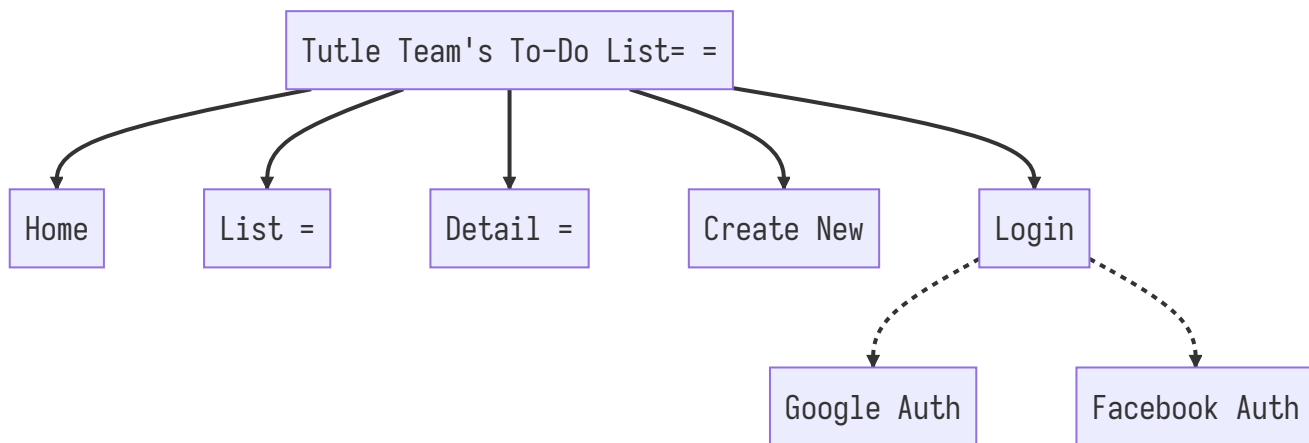 Tutle Team's To-Do List= =
Home
List =
Detail =
Create New
Login
Google Auth
Facebook Auth